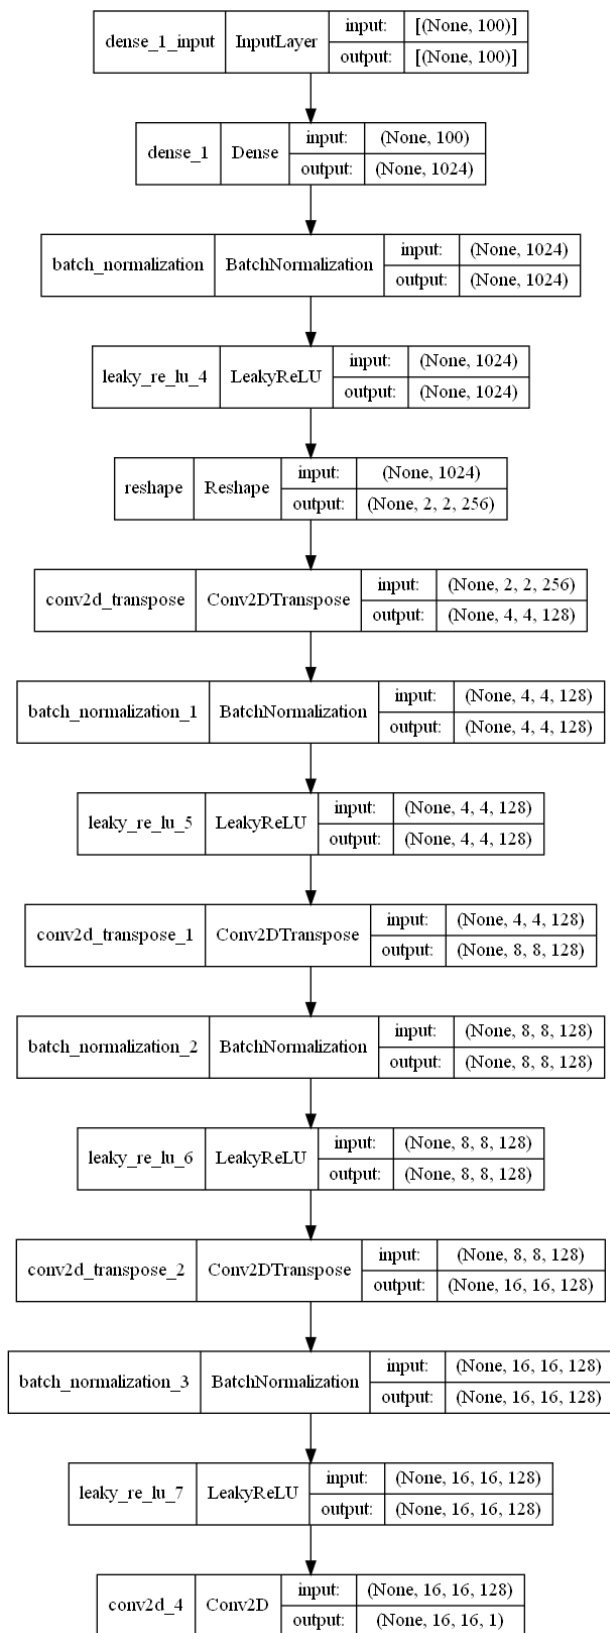 dense_1_input InputLayer input: [(None, 100)]
output: [(None, 100)]
dense_1 Dense input: (None, 100)
output: (None, 1024)
batch_normalization BatchNormalization input: (None, 1024)
output: (None, 1024)
leaky_re_lu_4 LeakyReLU input: (None, 1024)
output: (None, 1024)
reshape Reshape input: (None, 1024)
output: (None, 2, 2, 256)
conv2d_transpose Conv2DTranspose input: (None, 2, 2, 256)
output: (None, 4, 4, 128)
batch_normalization_1 BatchNormalization input: (None, 4, 4, 128)
output: (None, 4, 4, 128)
leaky_re_lu_5 LeakyReLU input: (None, 4, 4, 128)
output: (None, 4, 4, 128)
conv2d_transpose_1 Conv2DTranspose input: (None, 4, 4, 128)
output: (None, 8, 8, 128)
batch_normalization_2 BatchNormalization input: (None, 8, 8, 128)
output: (None, 8, 8, 128)
leaky_re_lu_6 LeakyReLU input: (None, 8, 8, 128)
output: (None, 8, 8, 128)
conv2d_transpose_2 Conv2DTranspose input: (None, 8, 8, 128)
output: (None, 16, 16, 128)
batch_normalization_3 BatchNormalization input: (None, 16, 16, 128)
output: (None, 16, 16, 128)
leaky_re_lu_7 LeakyReLU input: (None, 16, 16, 128)
output: (None, 16, 16, 128)
conv2d_4 Conv2D input: (None, 16, 16, 128)
output: (None, 16, 16, 1)